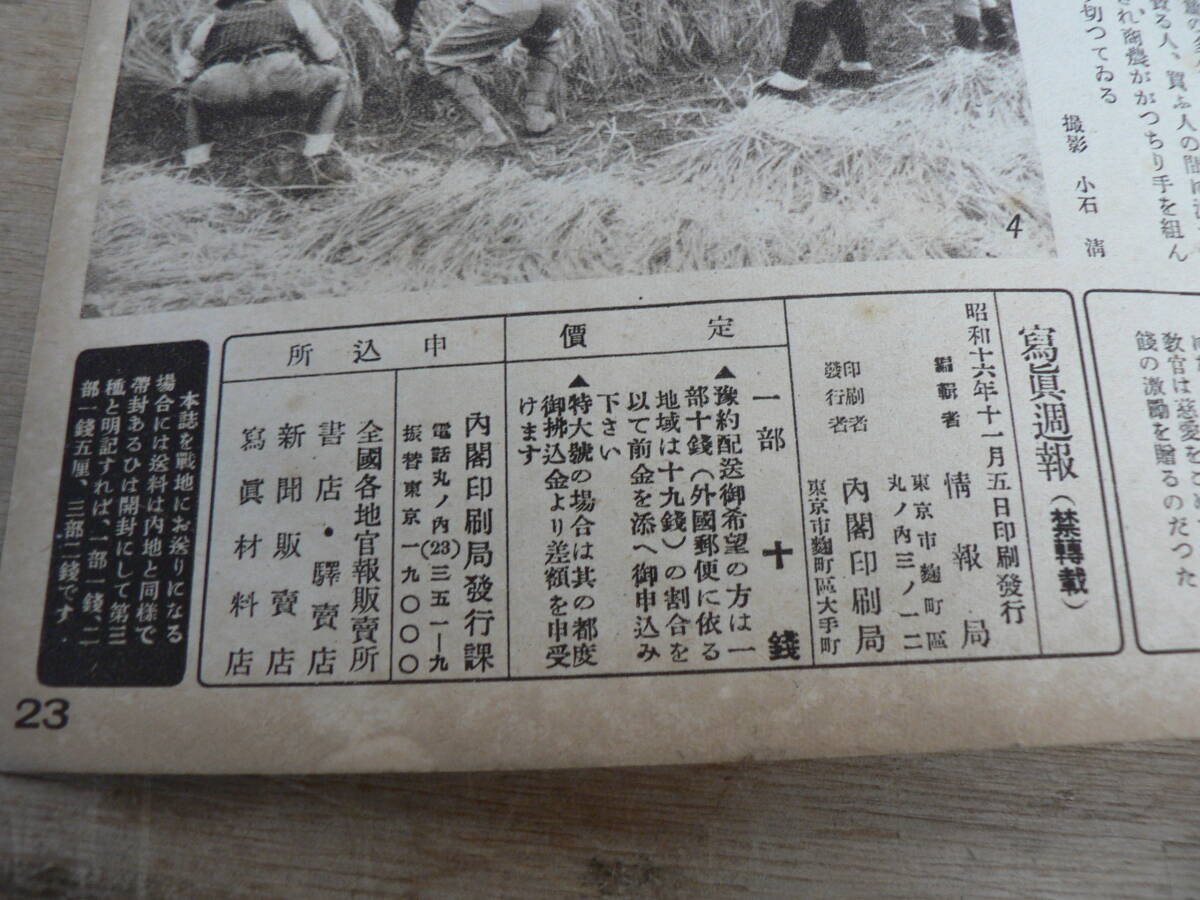 賣る人、買ふ人の間
され、陶農ががつちり手を組ん
切つてゐる
撮影 小石 清
4
教官は慈愛を
錢の激勵を贈るのだつた
寫眞週報(禁轉載)
昭和十六年十一月五日印刷發行
編輯者 情報局
東京市麴町區
丸ノ內三ノ一二
印刷者
發行者 內閣印刷局
東京市麴町區大手町
定價
一部 十錢
▲豫約配送御希望の方は一
部十錢(外國郵便に依る
地域は十九錢)の割合を
以て前金を添へ御申込み
下さい
▲特大號の場合は其の都度
御拂込金より差額を申受
けます
申込所
內閣印刷局發行課
電話丸ノ內(23)三五一一九
振替東京一九〇〇〇
全國各地官報販賣所
書店・驛賣店
新聞販賣店
寫眞材料店
本誌を戰地にお送りになる
場合には送料は內地と同樣で
帶封あるひは開封にして第三
種と明記すれば、一部一錢、二
部一錢五厘、三部二錢です.
23